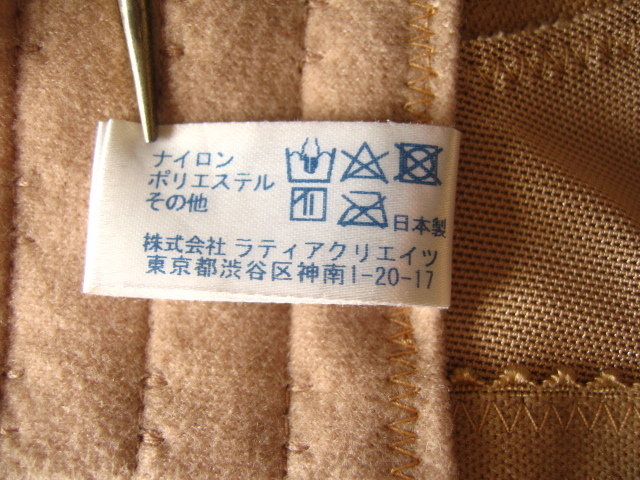 ナイロン
ポリエステル
その他
日本製
株式会社 ラティアクリエイツ
東京都渋谷区神南1-20-17